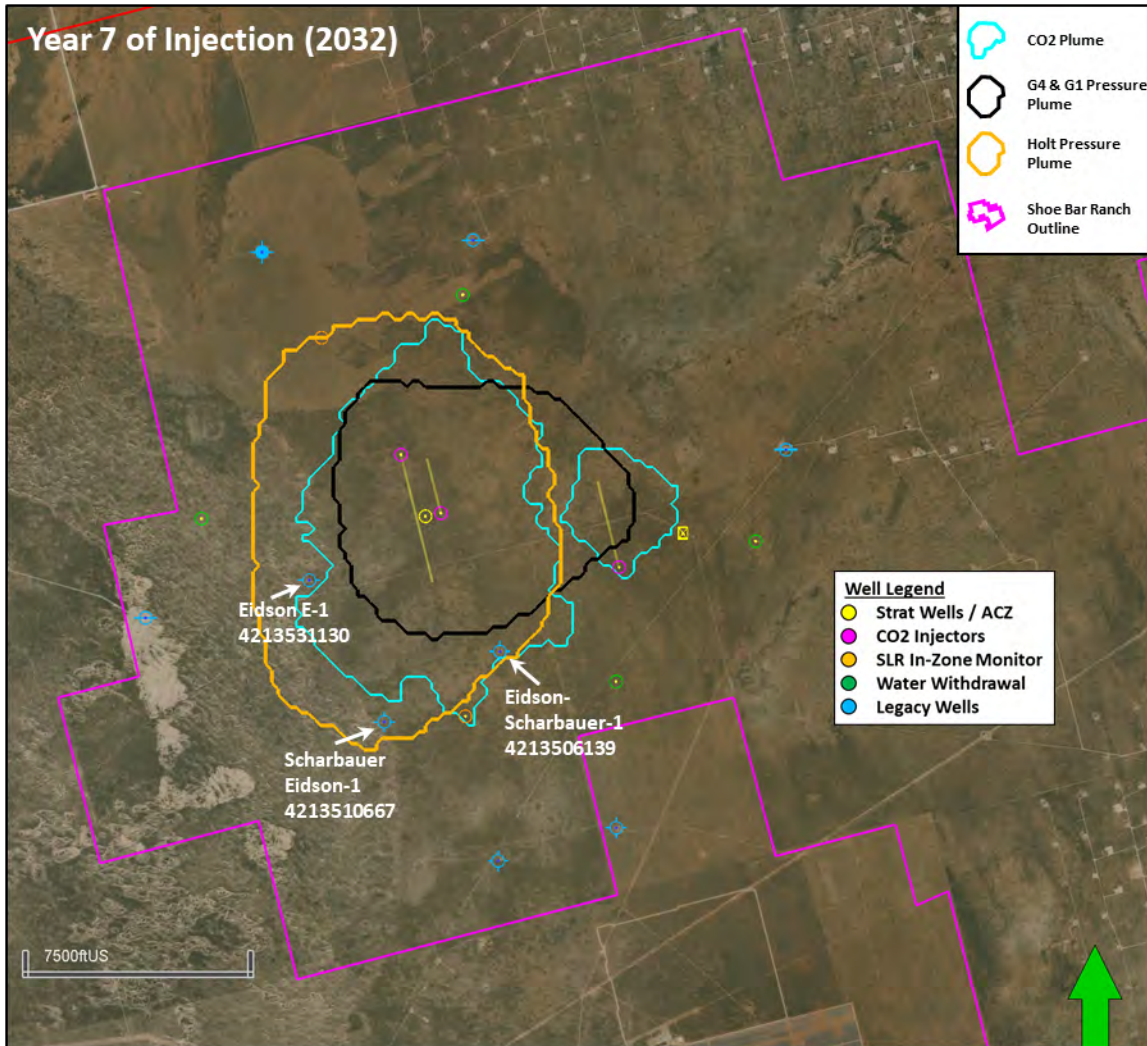 Year 7 of Injection (2032)
CO2 Plume
G4 & G1 Pressure
Plume
Holt Pressure
Plume
Shoe Bar Ranch
Outline
Eidson E-1
4213531130
Scharbauer
Eidson-1
4213510667
Eidson-
Scharbauer-1
4213506139
Well Legend
Strat Wells / ACZ
CO2 Injectors
SLR In-Zone Monitor
Water Withdrawal
Legacy Wells
7500ftUS